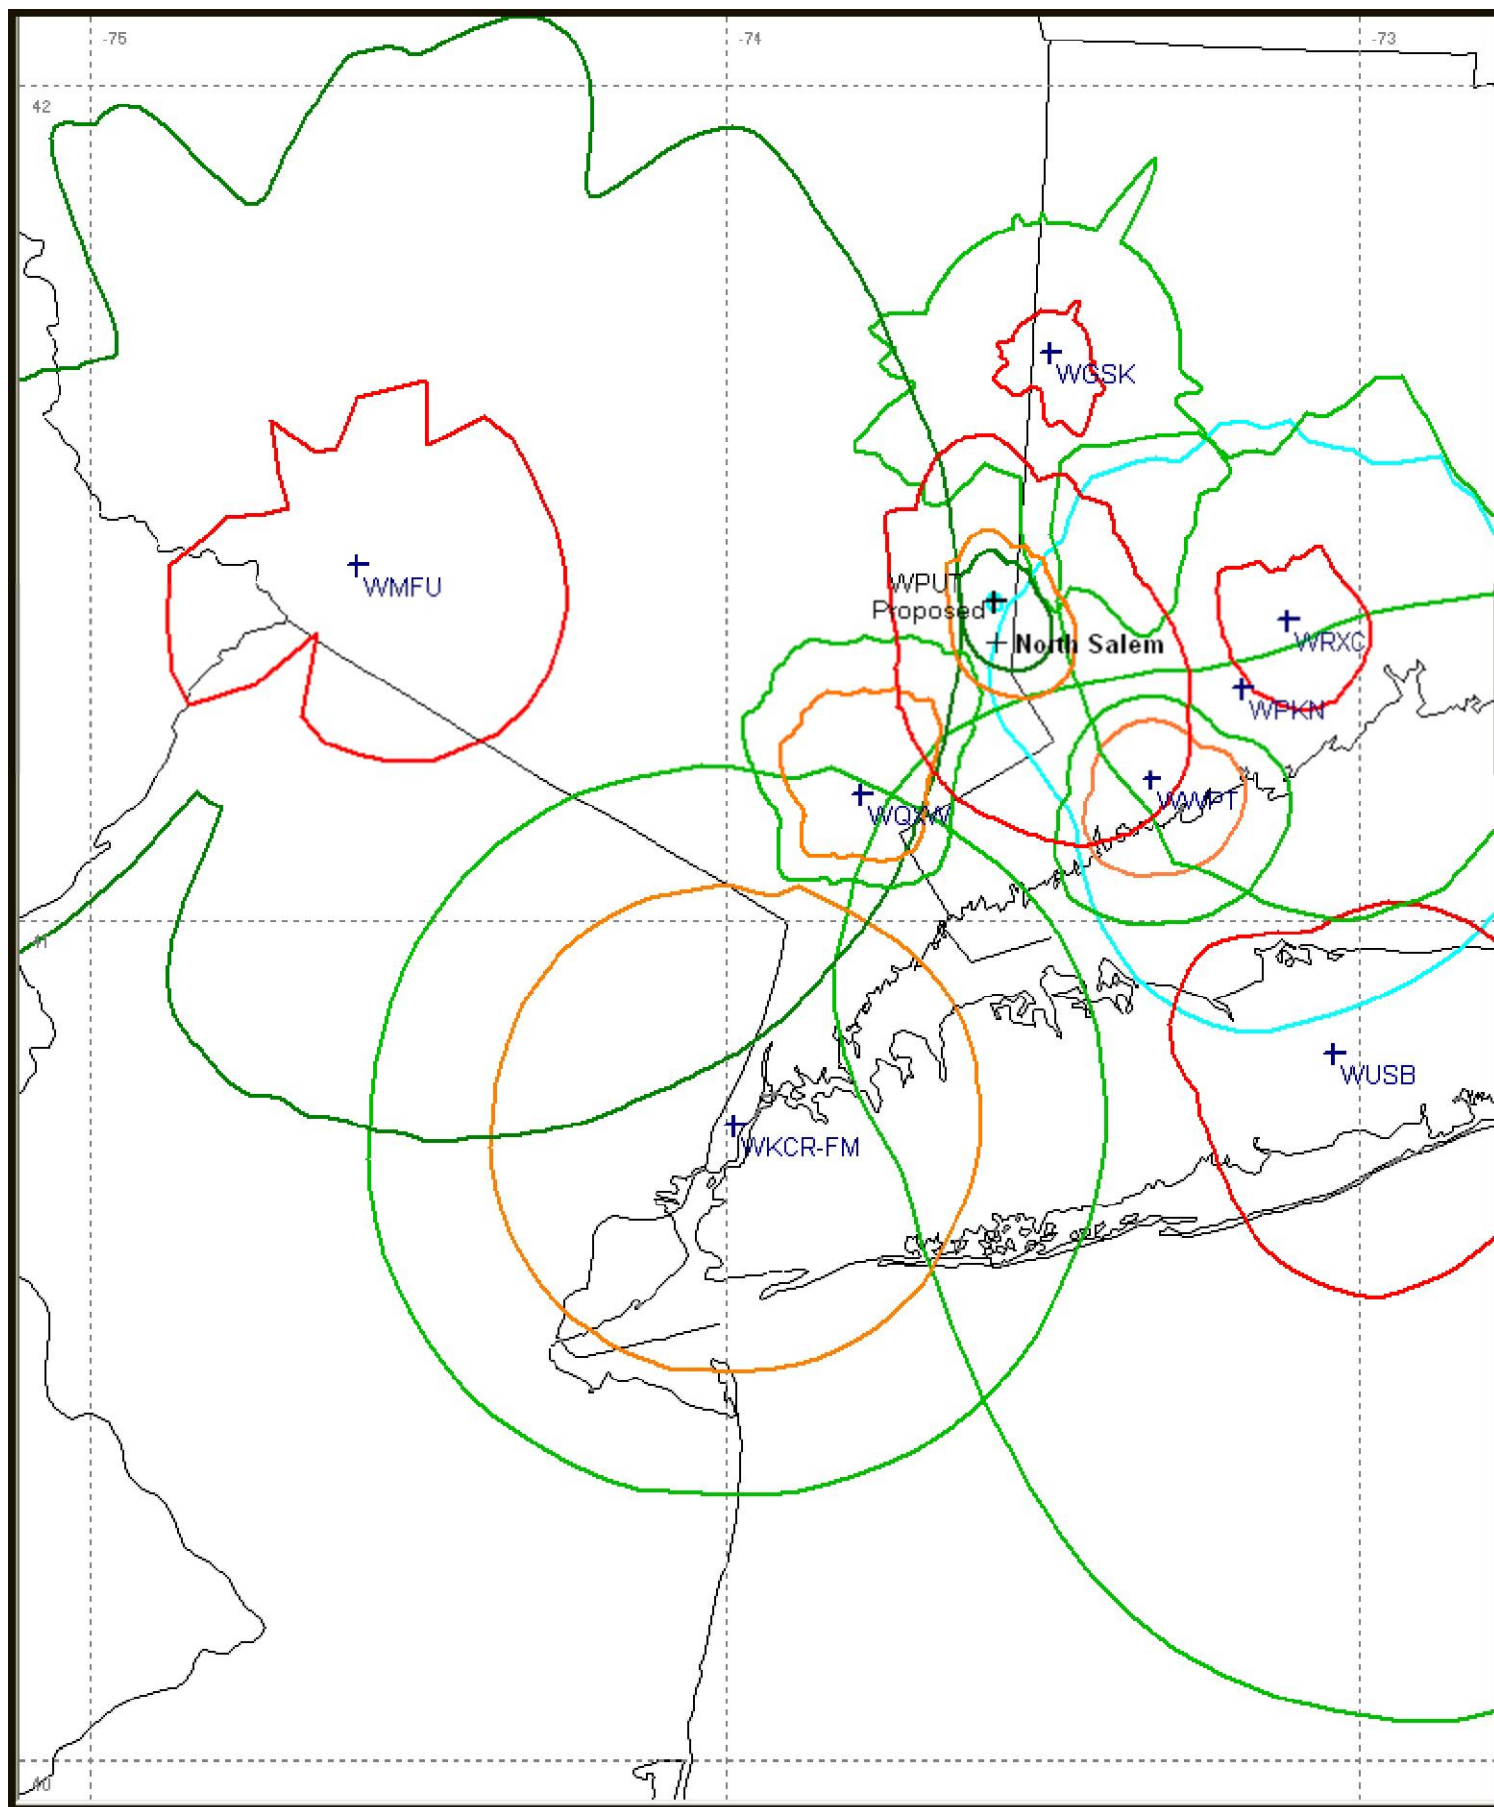 -75
-74
-73
42
WGSK
WMFU
WPUT
Proposed
North Salem
WRXC
WPKN
WWPT
WQXW
41
WUSB
WKCR-FM
40